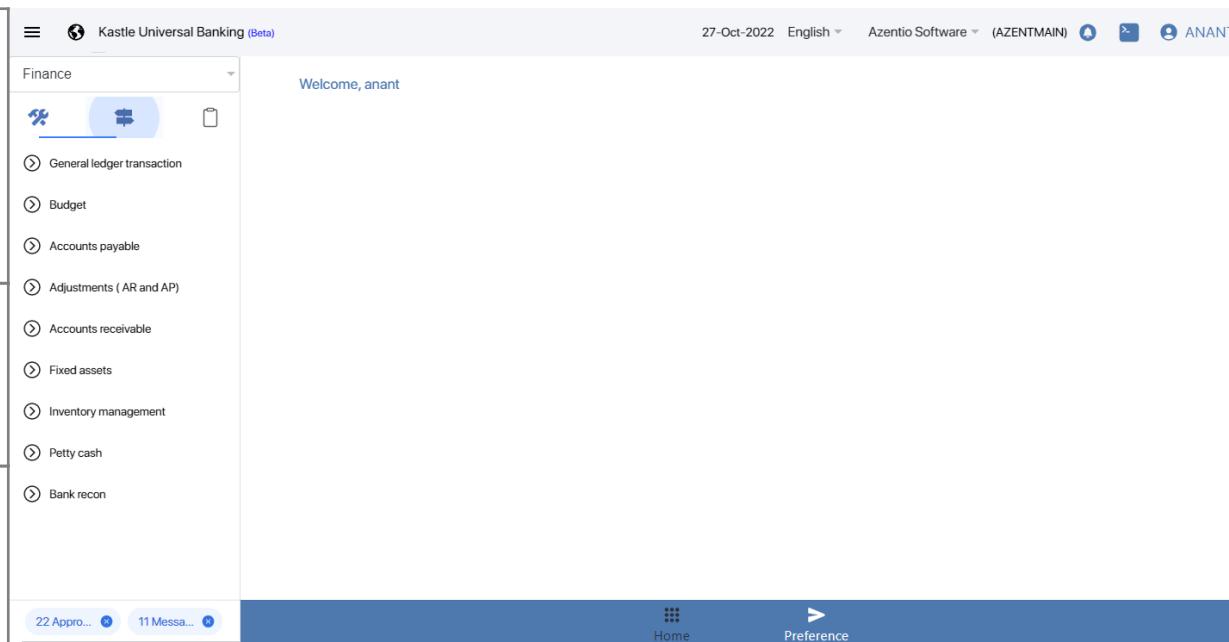 Kastle Universal Banking (Beta)
27-Oct-2022 English Azentio Software (AZENTMAIN) ANANT
Finance
Welcome, anant
General ledger transaction
Budget
Accounts payable
Adjustments ( AR and AP)
Accounts receivable
Fixed assets
Inventory management
Petty cash
Bank recon
22 Appro... 11 Messa...
Home Preference